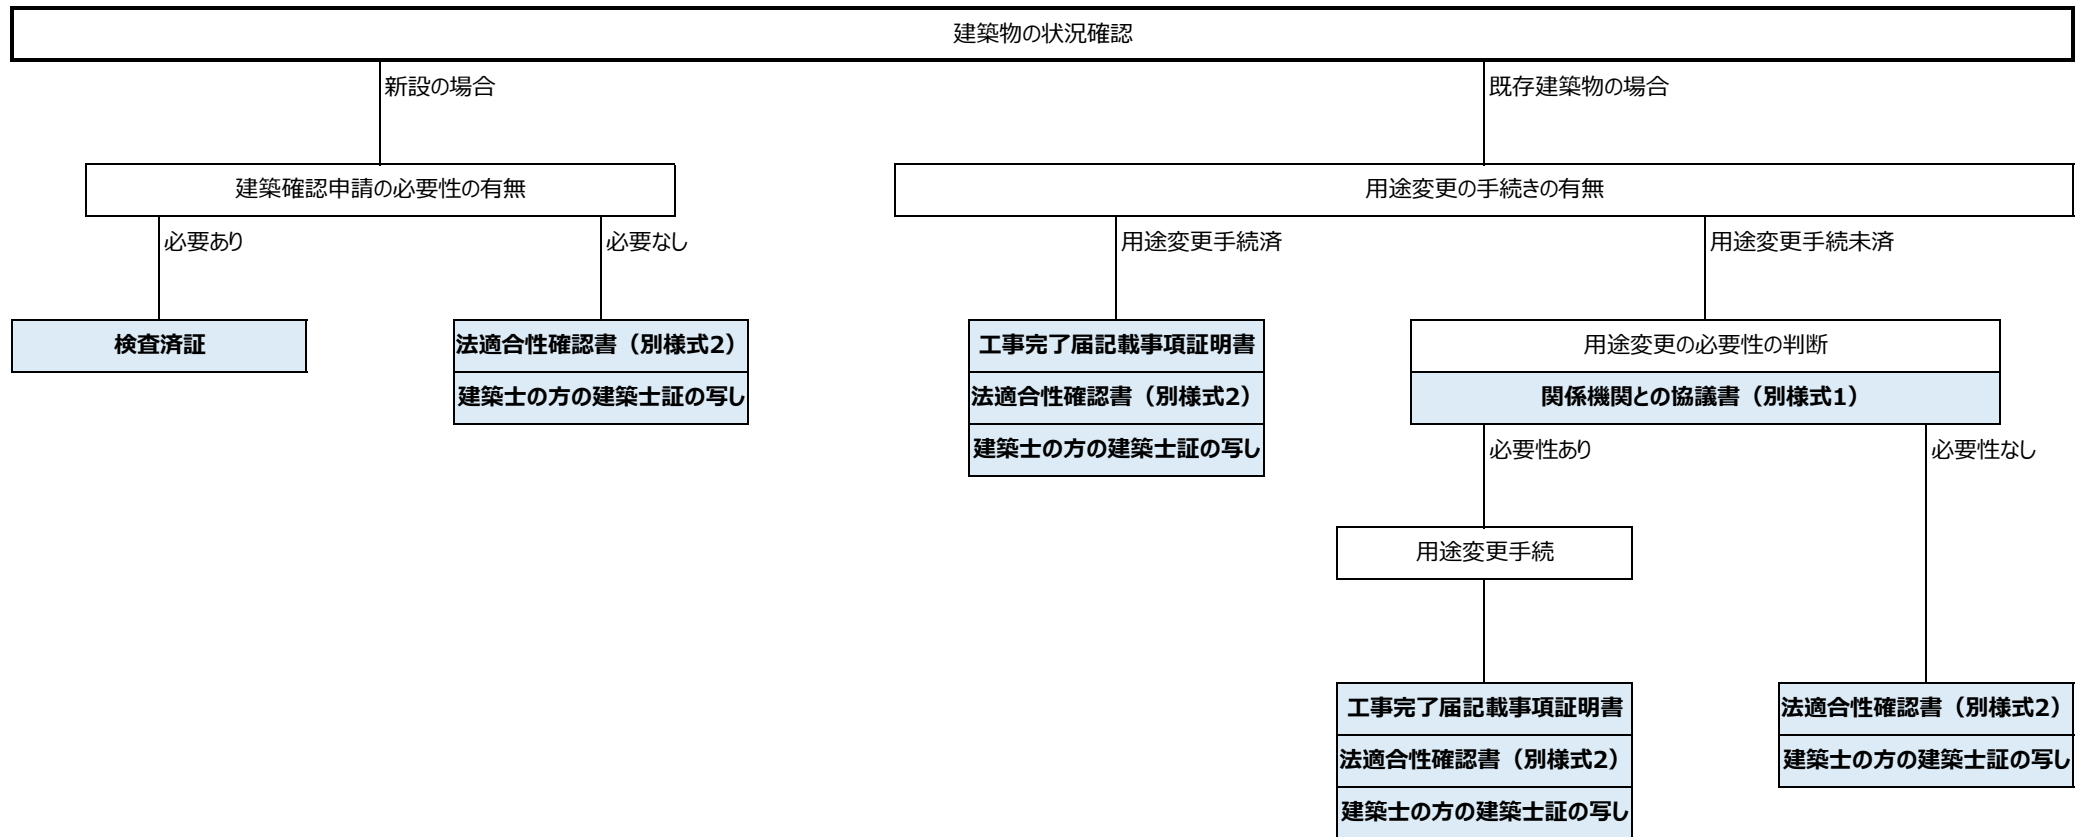 建築物の状況確認
新設の場合
既存建築物の場合
建築確認申請の必要性の有無
用途変更の手続きの有無
必要あり
必要なし
用途変更手続済
用途変更手続未済
検査済証
法適合性確認書（別様式2）
建築士の方の建築士証の写し
工事完了届記載事項証明書
法適合性確認書（別様式2）
建築士の方の建築士証の写し
用途変更の必要性の判断
関係機関との協議書（別様式1）
必要性あり
必要性なし
用途変更手続
工事完了届記載事項証明書
法適合性確認書（別様式2）
建築士の方の建築士証の写し
法適合性確認書（別様式2）
建築士の方の建築士証の写し